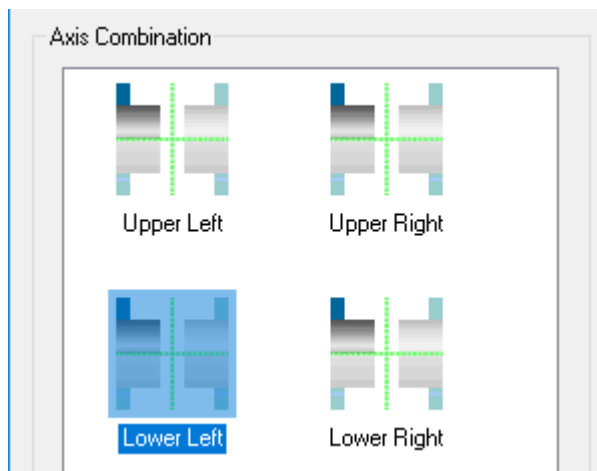 Axis Combination
Upper Left
Upper Right
Lower Left
Lower Right